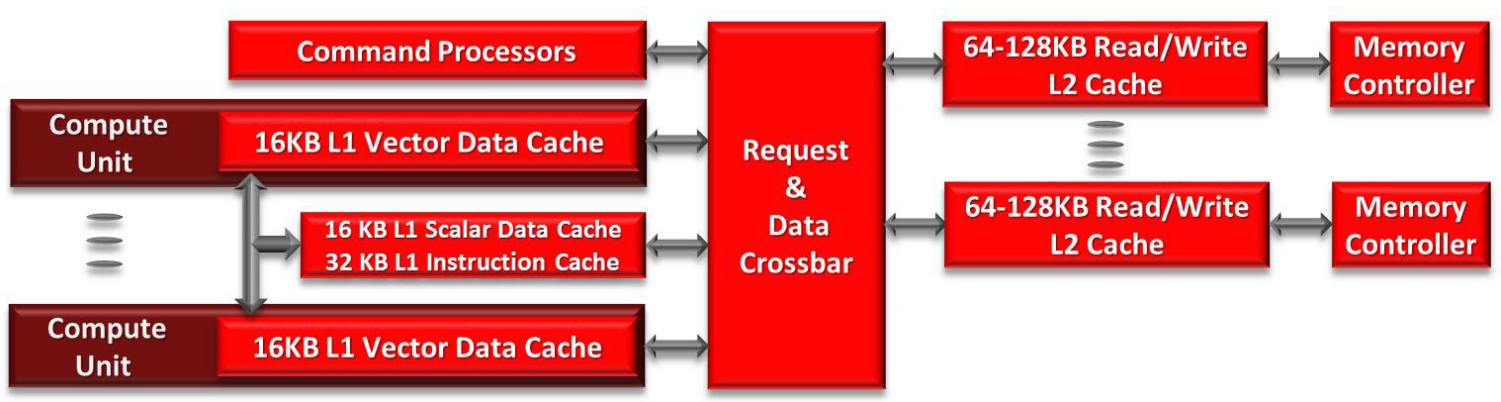 Command Processors
Compute
Unit
16KB L1 Vector Data Cache
16 KB L1 Scalar Data Cache
32 KB L1 Instruction Cache
Compute
Unit
16KB L1 Vector Data Cache
Request
&
Data
Crossbar
64-128KB Read/Write
L2 Cache
Memory
Controller
64-128KB Read/Write
L2 Cache
Memory
Controller